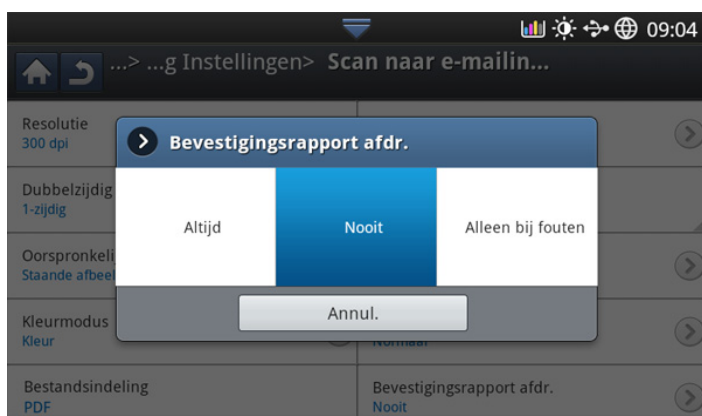 09:04
...> ...g Instellingen> Scan naar e-mailin...
Resolutie
300 dpi
Bevestigingsrapport afdr.
Dubbelzijdig
1-zijdig
Altijd
Nooit
Alleen bij fouten
Oorspronkeli
Staande afbeel
Annul.
Kleurmodus
Kleur
Normaal
Bestandsindeling
PDF
Bevestigingsrapport afdr.
Nooit